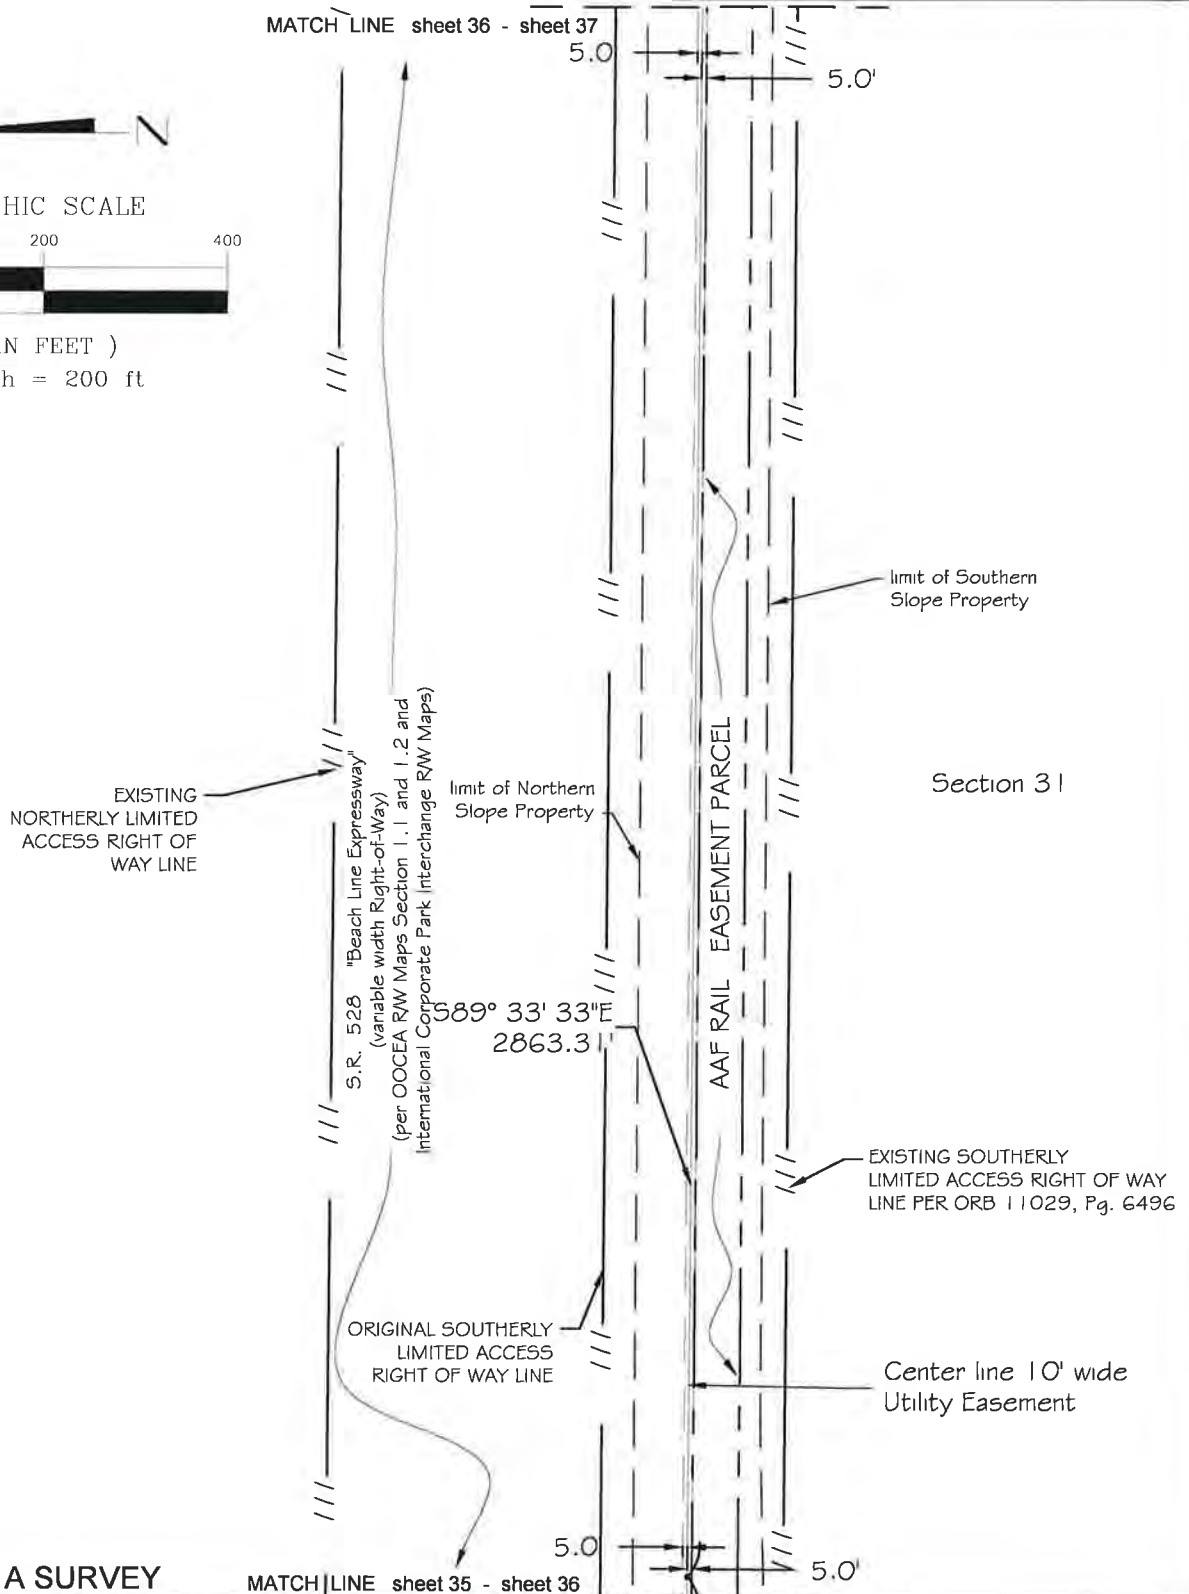 MATCH LINE sheet 36 - sheet 37
5.0
5.0'
N
HIC SCALE
200 400
N FEET )
h = 200 ft
limit of Southern
Slope Property
EXISTING
NORTHERLY LIMITED
ACCESS RIGHT OF
WAY LINE
S.R. 528 "Beach Line Expressway"
(variable width Right-of-Way)
(per OOCEA R/W Maps Section 1.1 and 1.2 and
International Corporate Park Interchange R/W Maps)
limit of Northern
Slope Property
AAF RAIL EASEMENT PARCEL
Section 31
S89° 33' 33"E
2863.31'
EXISTING SOUTHERLY
LIMITED ACCESS RIGHT OF WAY
LINE PER ORB 11029, Pg. 6496
ORIGINAL SOUTHERLY
LIMITED ACCESS
RIGHT OF WAY LINE
Center line 10' wide
Utility Easement
5.0
5.0'
A SURVEY
MATCH LINE sheet 35 - sheet 36